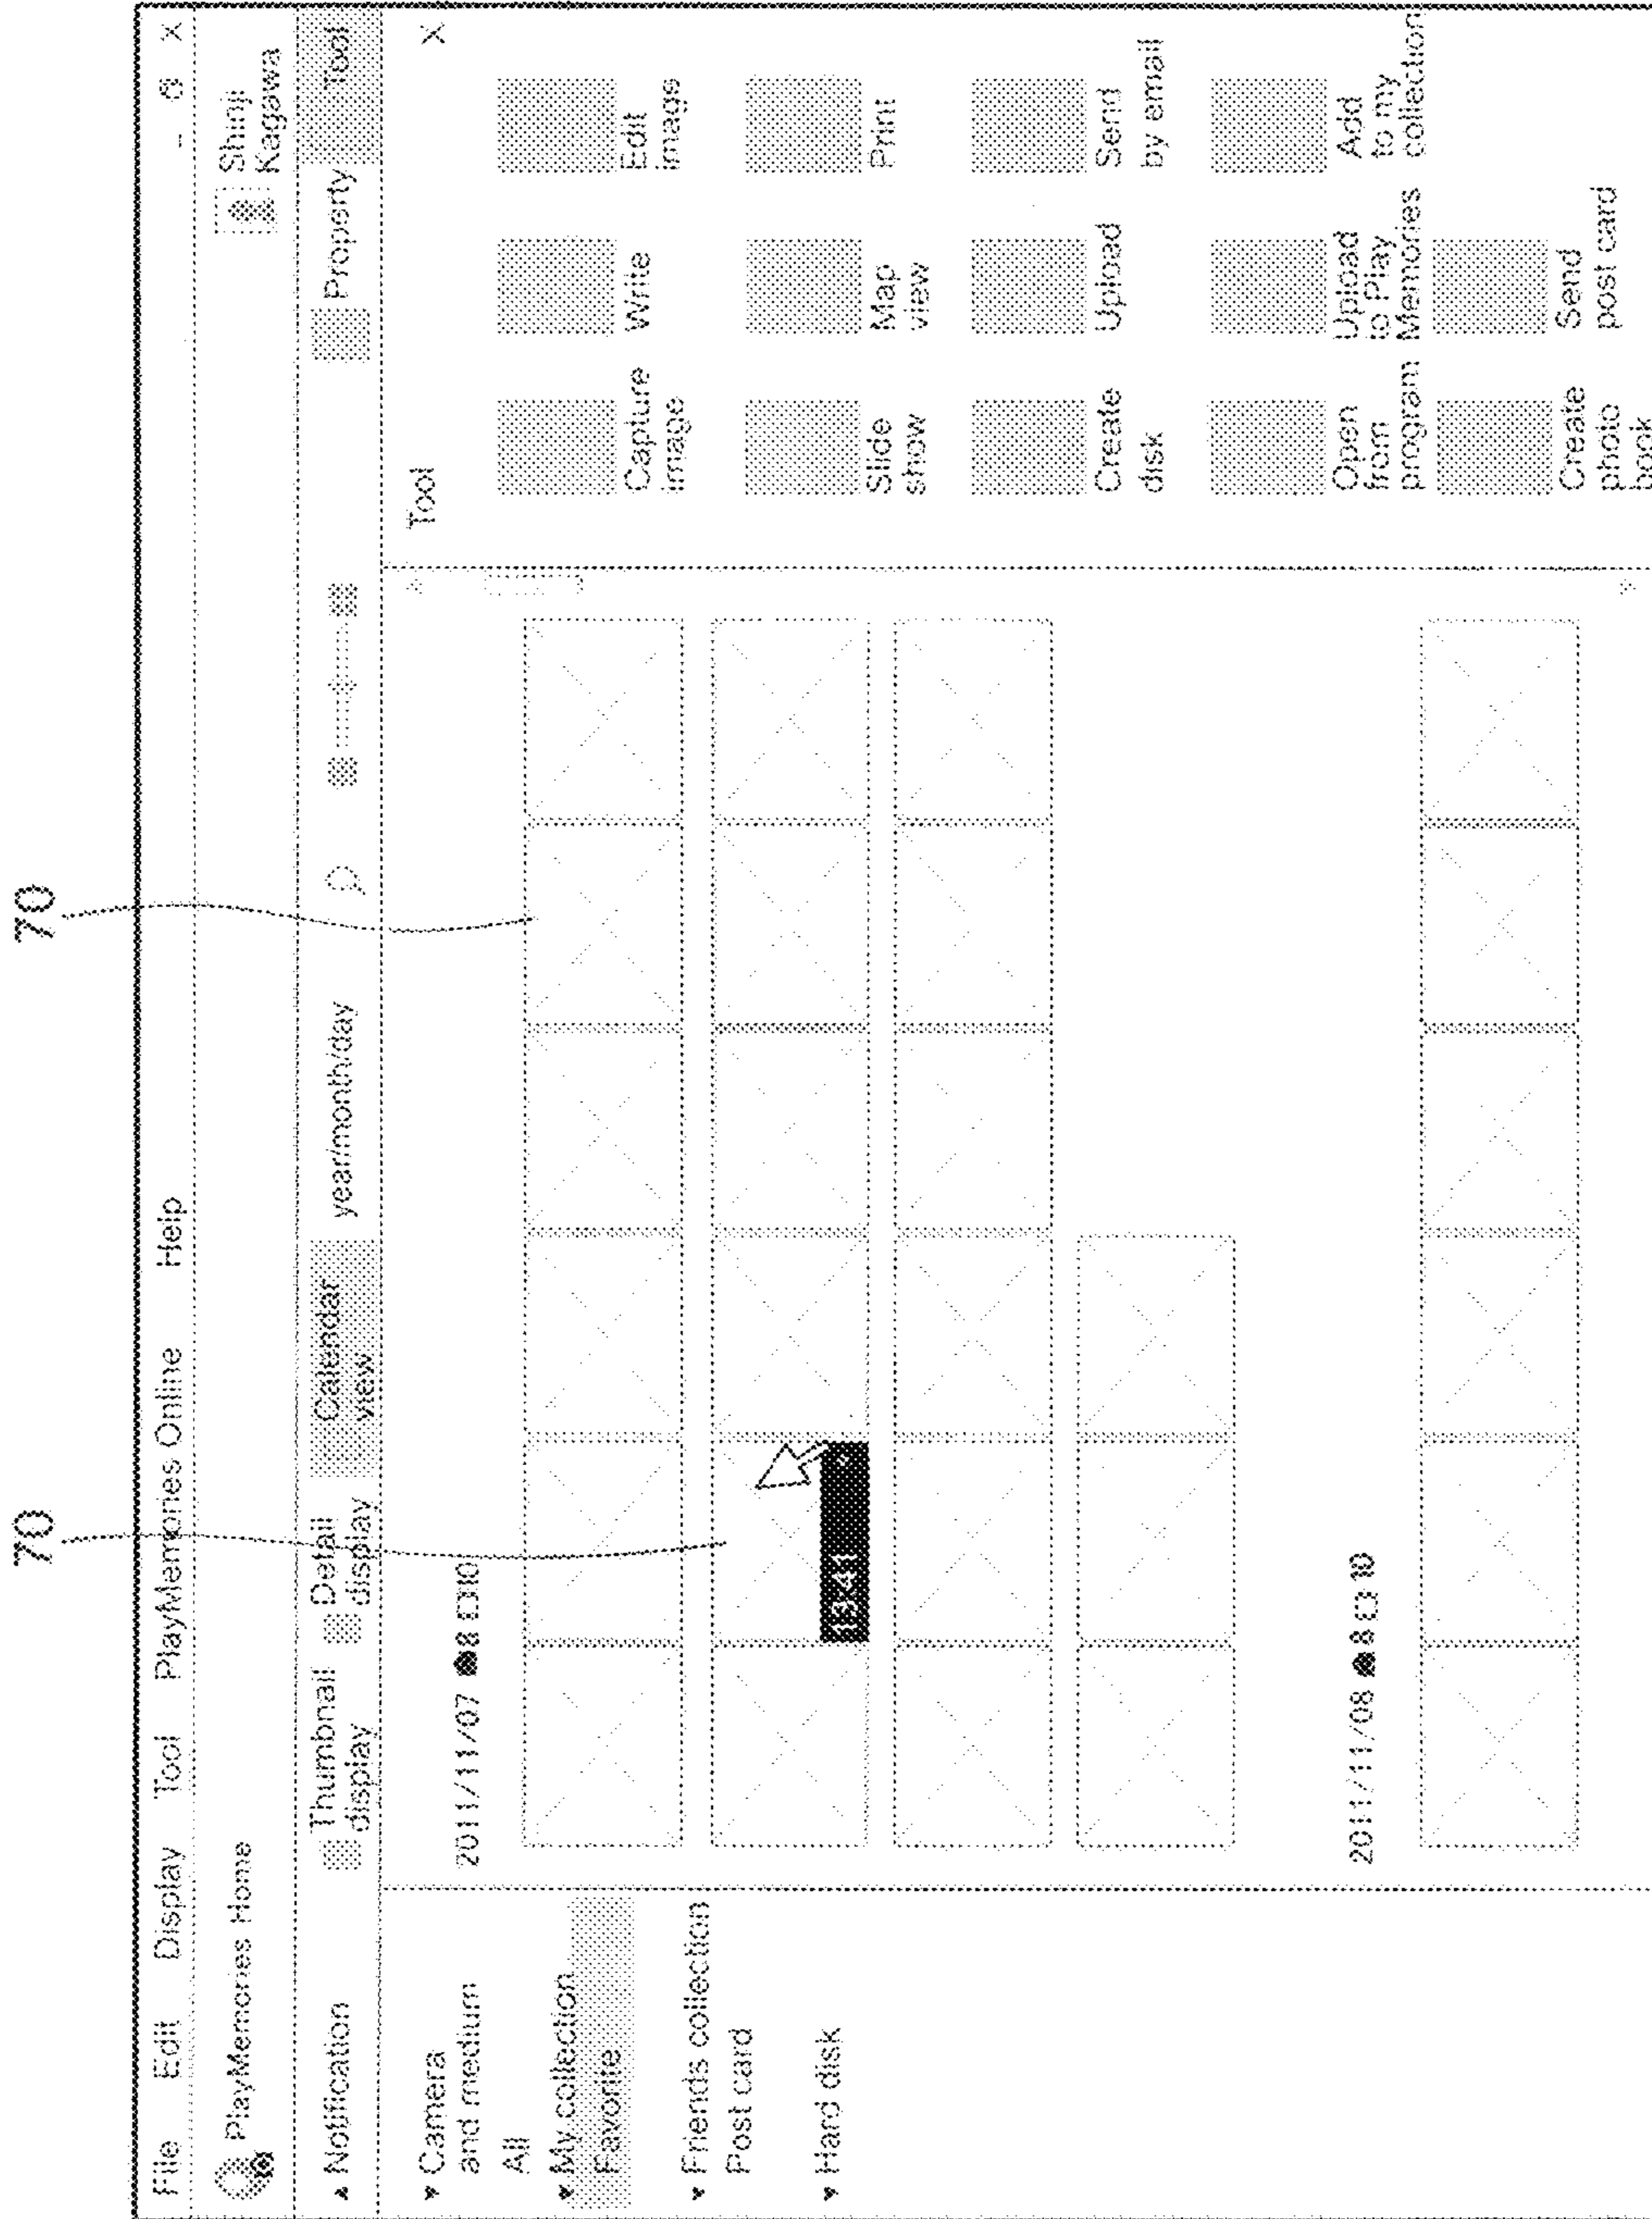 70 70
File Edit Display Tool PlayMemories Online Help
PlayMemories Home
Shinji
Kagawa
Notification
Thumbnail
display
Detail
display
Calendar
view
year/month/day
Property
Tool
Camera
and medium
All
My collection
Favorite
Friends collection
Post card
Hard disk
2011/11/07 8 10
13:41
2011/11/08 8 10
Tool X
Capture
image
Write
Edit
image
Slide
show
Map
view
Print
Create
disk
Upload
Send
by email
Open
from
program
Upload
to Play
Memories
Add
to my
collection
Create
photo
book
Send
post card